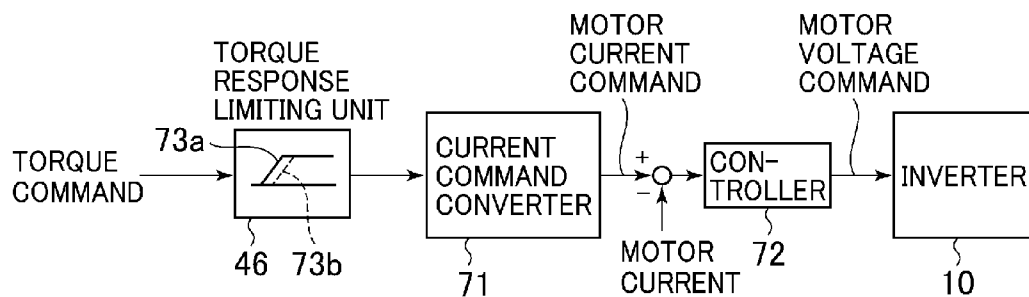 TORQUE
COMMAND
TORQUE
RESPONSE
LIMITING UNIT
73a
73b
46
CURRENT
COMMAND
CONVERTER
71
MOTOR
CURRENT
COMMAND
+
−
MOTOR
CURRENT
CON-
TROLLER
72
MOTOR
VOLTAGE
COMMAND
INVERTER
10